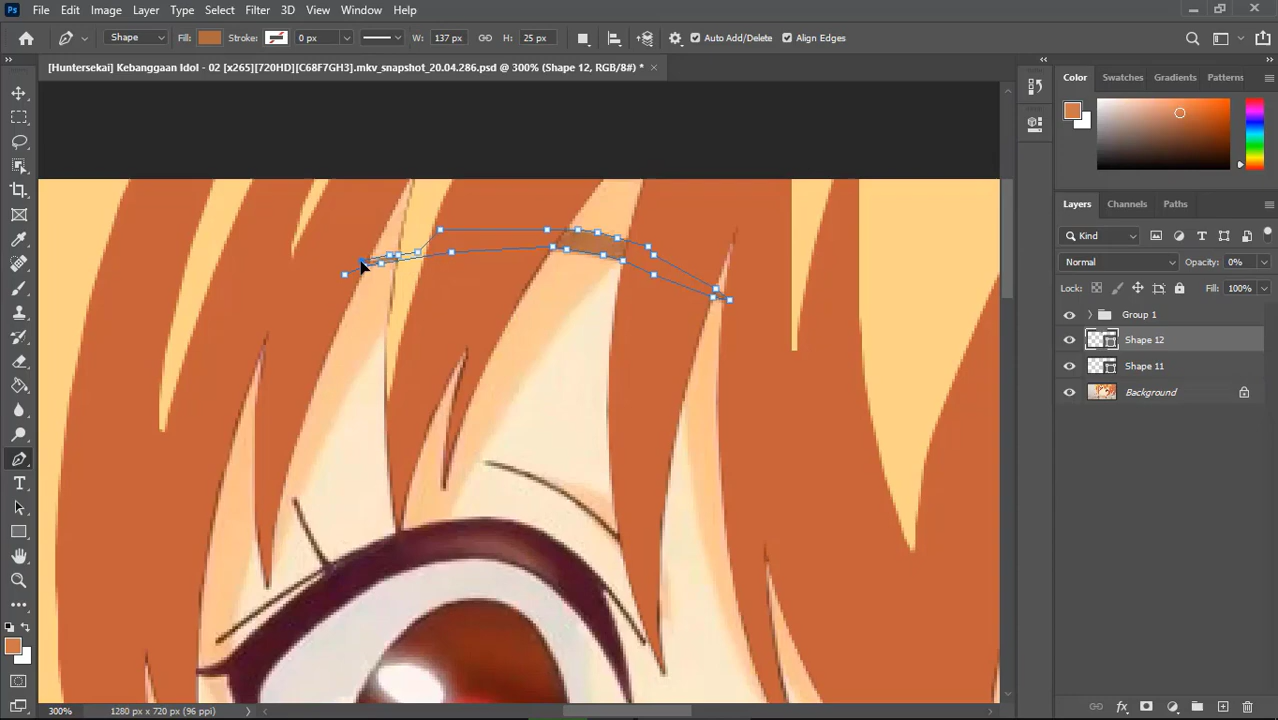 Ps File Edit Image Layer Type Select Filter 3D View Window Help
Shape Fill: Stroke: 0 px W: 137 px H: 25 px Auto Add/Delete Align Edges
[Huntersekai] Kebanggaan Idol - 02 [x265][720HD][C68F7GH3].mkv_snapshot_20.04.286.psd @ 300% (Shape 12, RGB/8#) *
Color Swatches Gradients Patterns
Layers Channels Paths
Kind
Normal Opacity: 0%
Lock: Fill: 100%
Group 1
Shape 12
Shape 11
Background
300% 1280 px x 720 px (96 ppi)